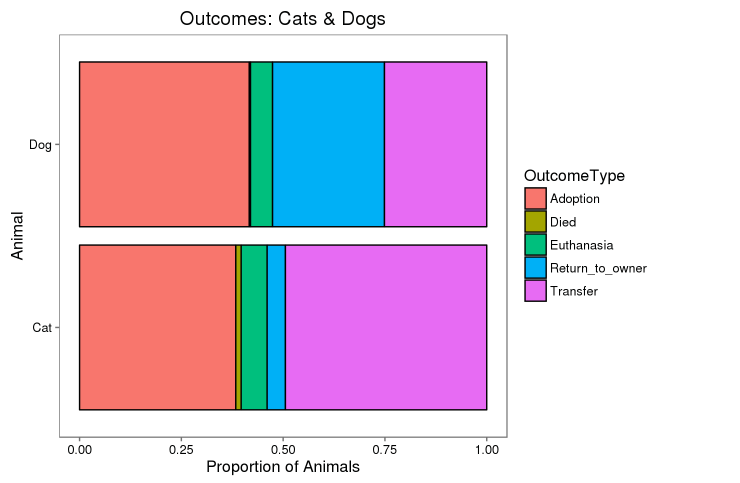 Outcomes: Cats & Dogs
Dog
Cat
Animal
0.00 0.25 0.50 0.75 1.00
Proportion of Animals
OutcomeType
Adoption
Died
Euthanasia
Return_to_owner
Transfer